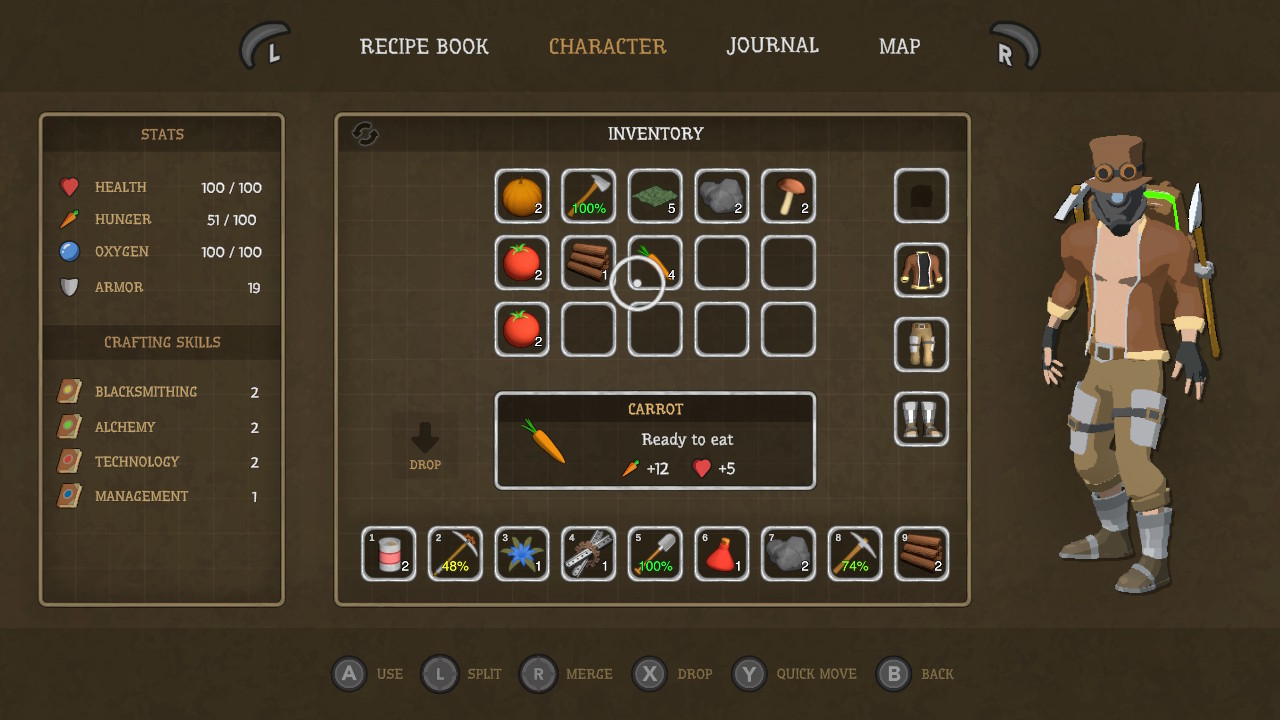 L RECIPE BOOK CHARACTER JOURNAL MAP R
STATS
HEALTH 100 / 100
HUNGER 51 / 100
OXYGEN 100 / 100
ARMOR 19
CRAFTING SKILLS
BLACKSMITHING 2
ALCHEMY 2
TECHNOLOGY 2
MANAGEMENT 1
INVENTORY
2 100% 5 2 2
2 1 4
2
CARROT
Ready to eat
+12 +5
DROP
1 2 3 4 5 6 7 8 9
2 48% 1 1 100% 1 2 74% 2
A USE L SPLIT R MERGE X DROP Y QUICK MOVE B BACK